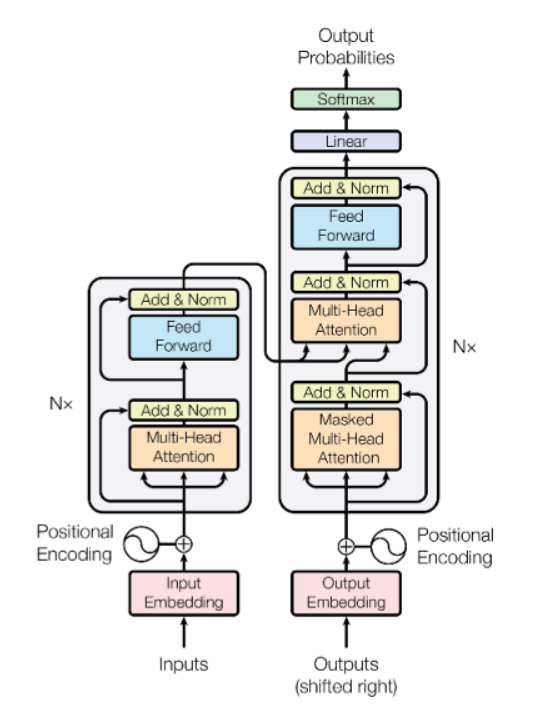 Output
Probabilities
Softmax
Linear
Add & Norm
Feed
Forward
Add & Norm
Multi-Head
Attention
Add & Norm
Masked
Multi-Head
Attention
Nx
Add & Norm
Feed
Forward
Add & Norm
Multi-Head
Attention
Nx
Positional
Encoding
Positional
Encoding
Input
Embedding
Output
Embedding
Inputs
Outputs
(shifted right)